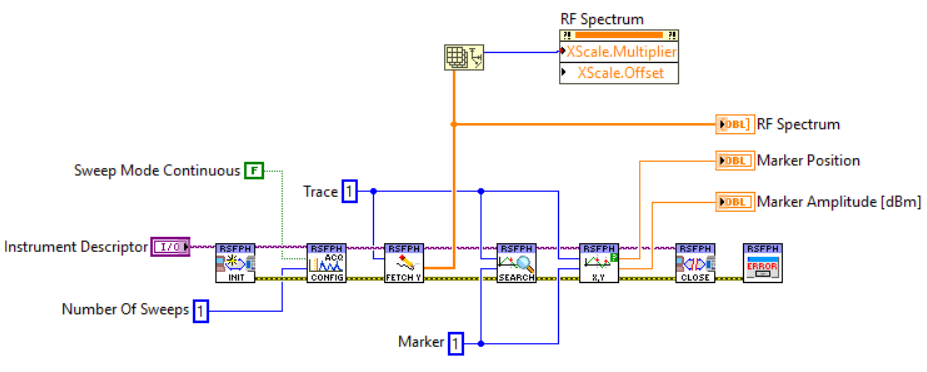 RF Spectrum
?! ?!
XScale.Multiplier
XScale.Offset
DBL] RF Spectrum
Sweep Mode Continuous F
DBL Marker Position
Trace 1
DBL Marker Amplitude [dBm]
Instrument Descriptor I/O
RSFPH RSFPH RSFPH RSFPH RSFPH RSFPH RSFPH
ACQ
ERROR
INIT CONFIG FETCH Y SEARCH X,Y CLOSE
Number Of Sweeps 1
Marker 1